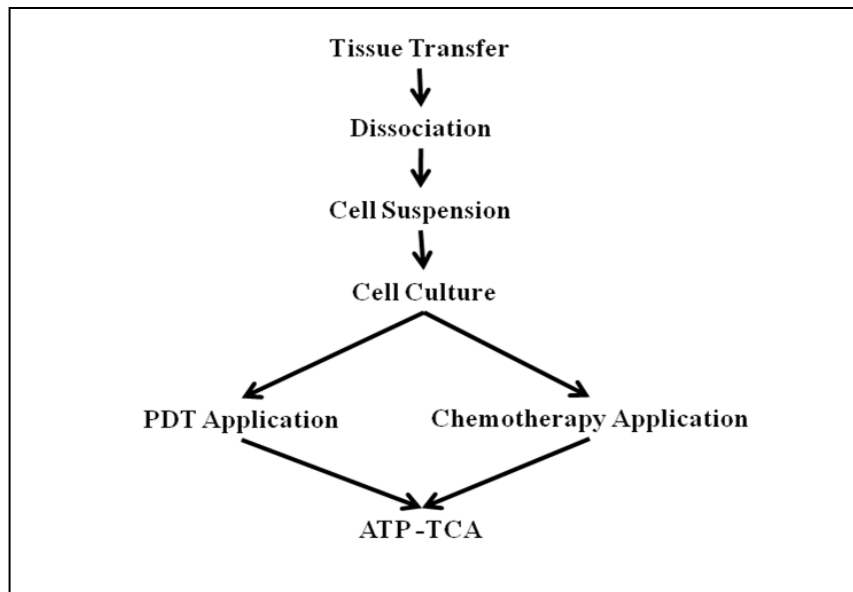 Tissue Transfer
Dissociation
Cell Suspension
Cell Culture
PDT Application
Chemotherapy Application
ATP -TCA